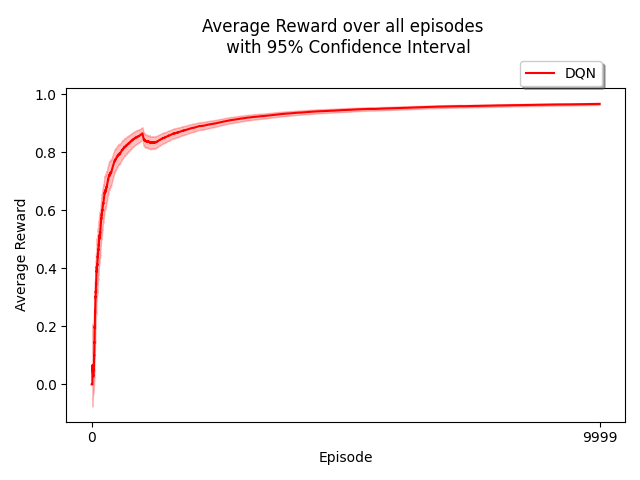 Average Reward over all episodes
with 95% Confidence Interval
DQN
1.0
0.8
0.6
0.4
0.2
0.0
Average Reward
0
9999
Episode